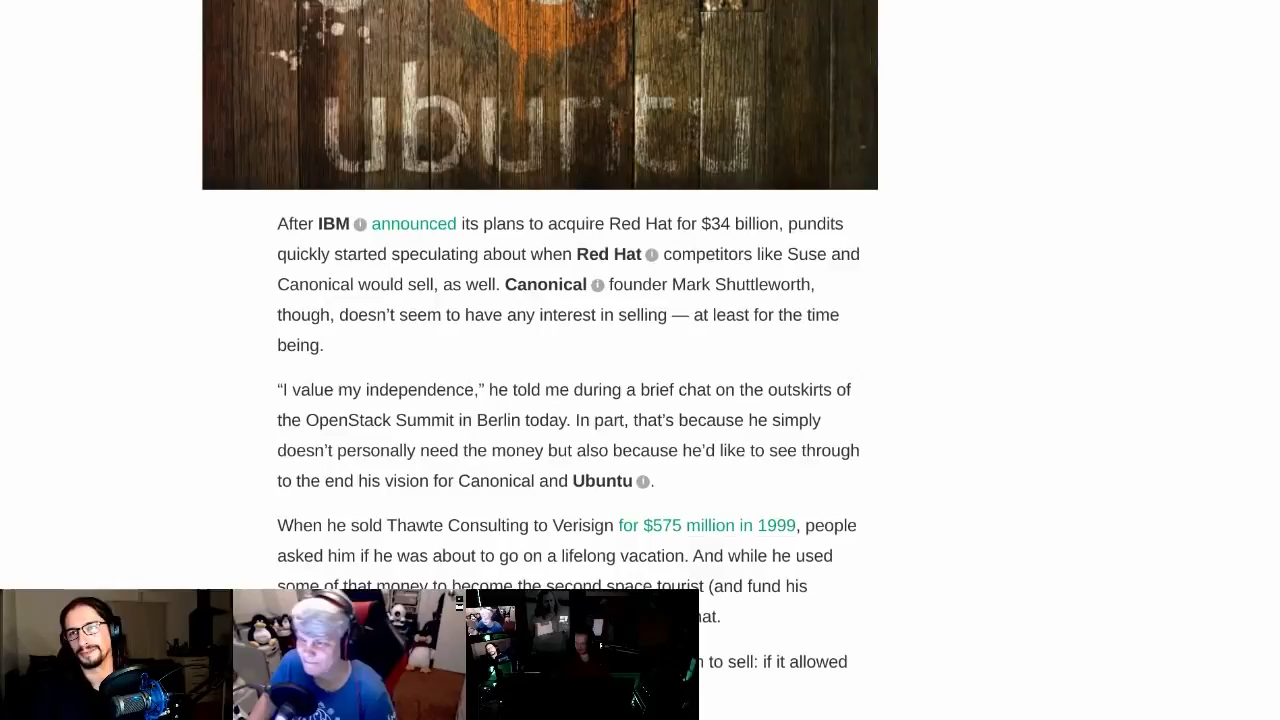 ubuntu
After IBM announced its plans to acquire Red Hat for $34 billion, pundits
quickly started speculating about when Red Hat competitors like Suse and
Canonical would sell, as well. Canonical founder Mark Shuttleworth,
though, doesn’t seem to have any interest in selling — at least for the time
being.
“I value my independence,” he told me during a brief chat on the outskirts of
the OpenStack Summit in Berlin today. In part, that’s because he simply
doesn’t personally need the money but also because he’d like to see through
to the end his vision for Canonical and Ubuntu.
When he sold Thawte Consulting to Verisign for $575 million in 1999, people
asked him if he was about to go on a lifelong vacation. And while he used
some of that money to become the second space tourist (and fund his
to sell: if it allowed